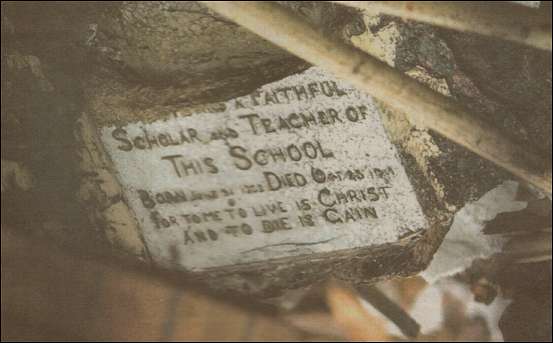 A FAITHFUL
SCHOLAR AND TEACHER OF
THIS SCHOOL
BORN DIED
FOR TO ME TO LIVE IS CHRIST
AND TO DIE IS GAIN